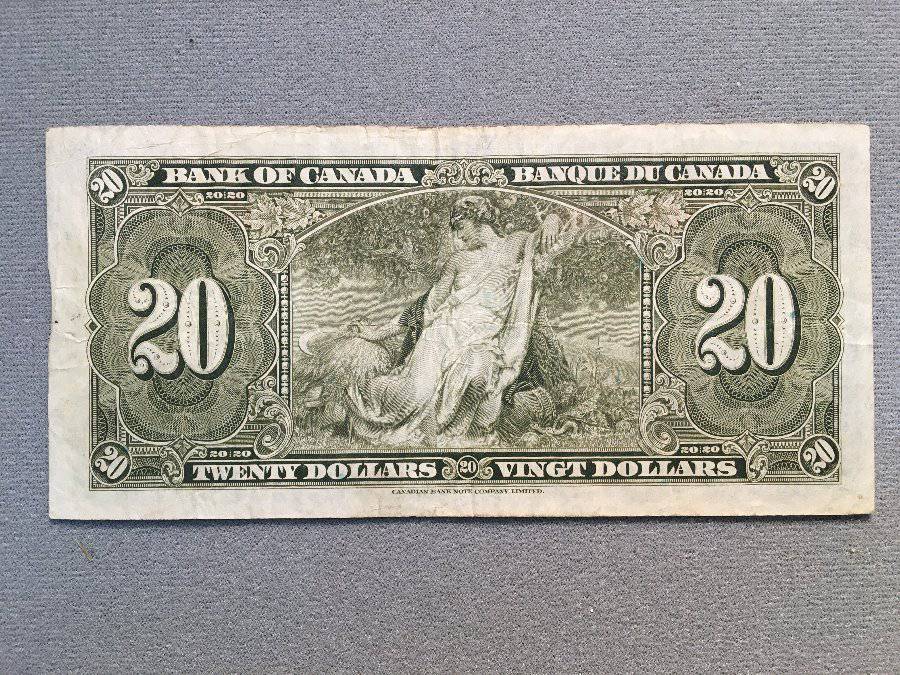 20 BANK OF CANADA BANQUE DU CANADA 20
20:20 20:20
20 20
20:20 20:20
20 TWENTY DOLLARS 20 VINGT DOLLARS 20
CANADIAN BANK NOTE COMPANY, LIMITED.